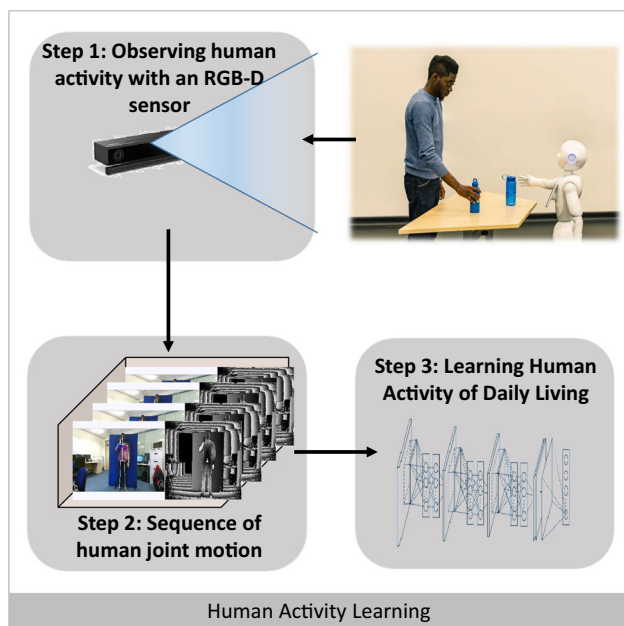 Step 1: Observing human
activity with an RGB-D
sensor
Step 2: Sequence of
human joint motion
Step 3: Learning Human
Activity of Daily Living
Human Activity Learning